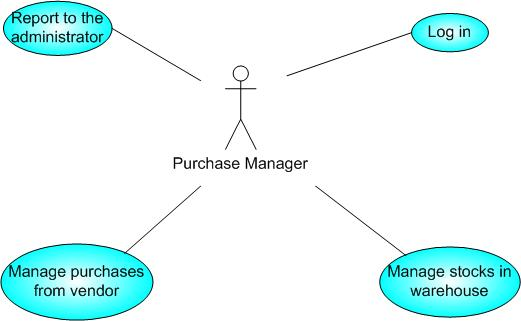 Report to the
administrator
Log in
Purchase Manager
Manage purchases
from vendor
Manage stocks in
warehouse